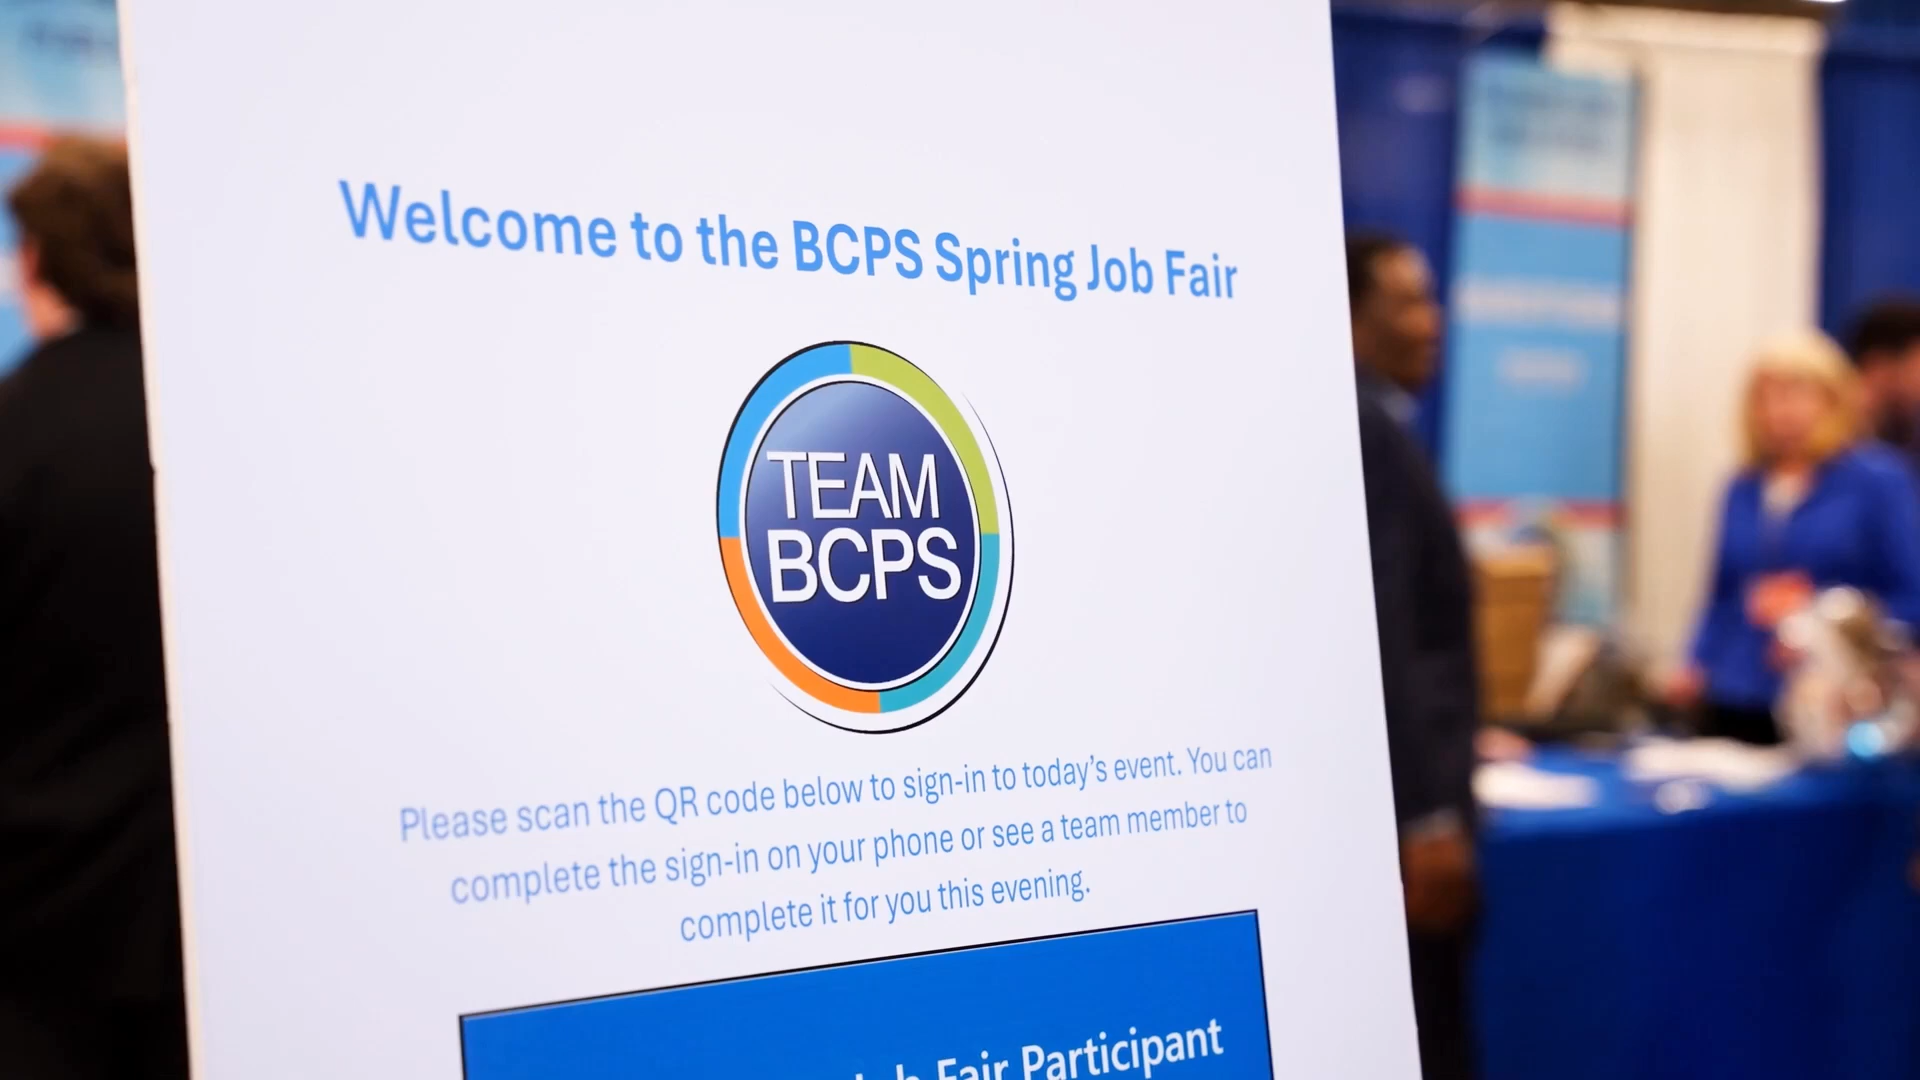 Welcome to the BCPS Spring Job Fair
TEAM
BCPS
Please scan the QR code below to sign-in to today's event. You can
complete the sign-in on your phone or see a team member to
complete it for you this evening.
Job Fair Participant